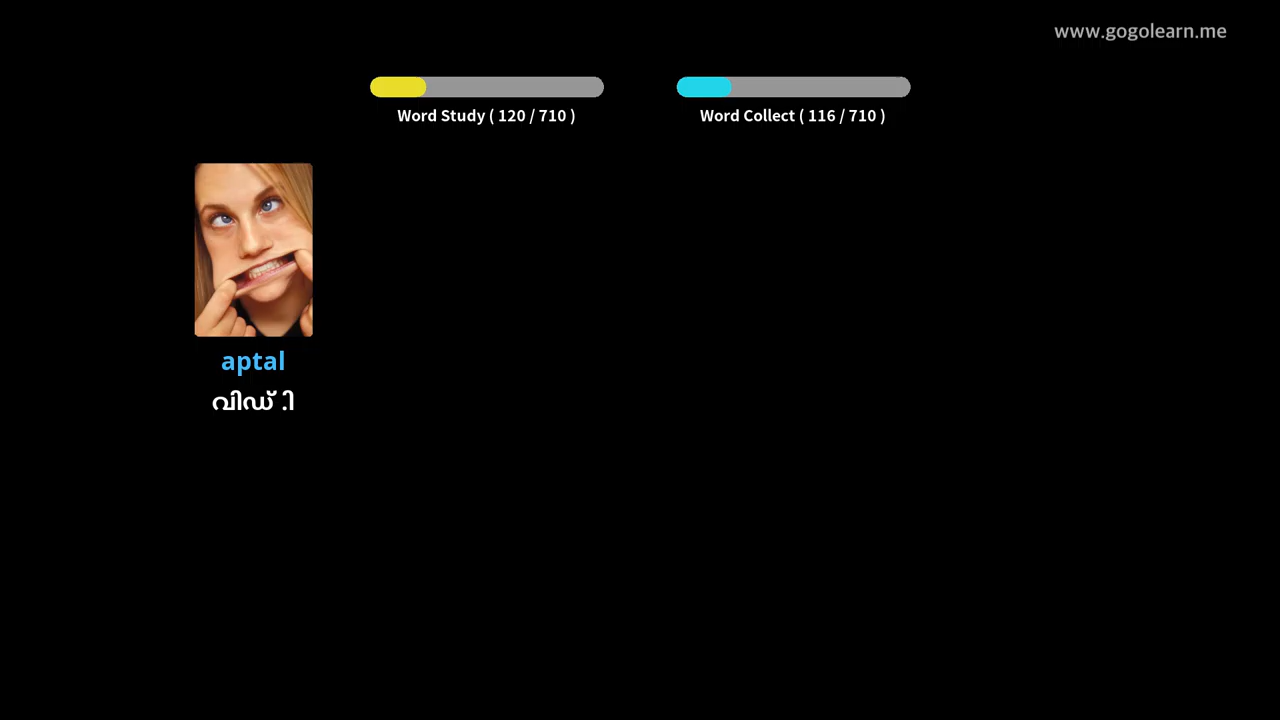 www.gogolearn.me
Word Study ( 120 / 710 )
Word Collect ( 116 / 710 )
aptal
വിഡ് ി